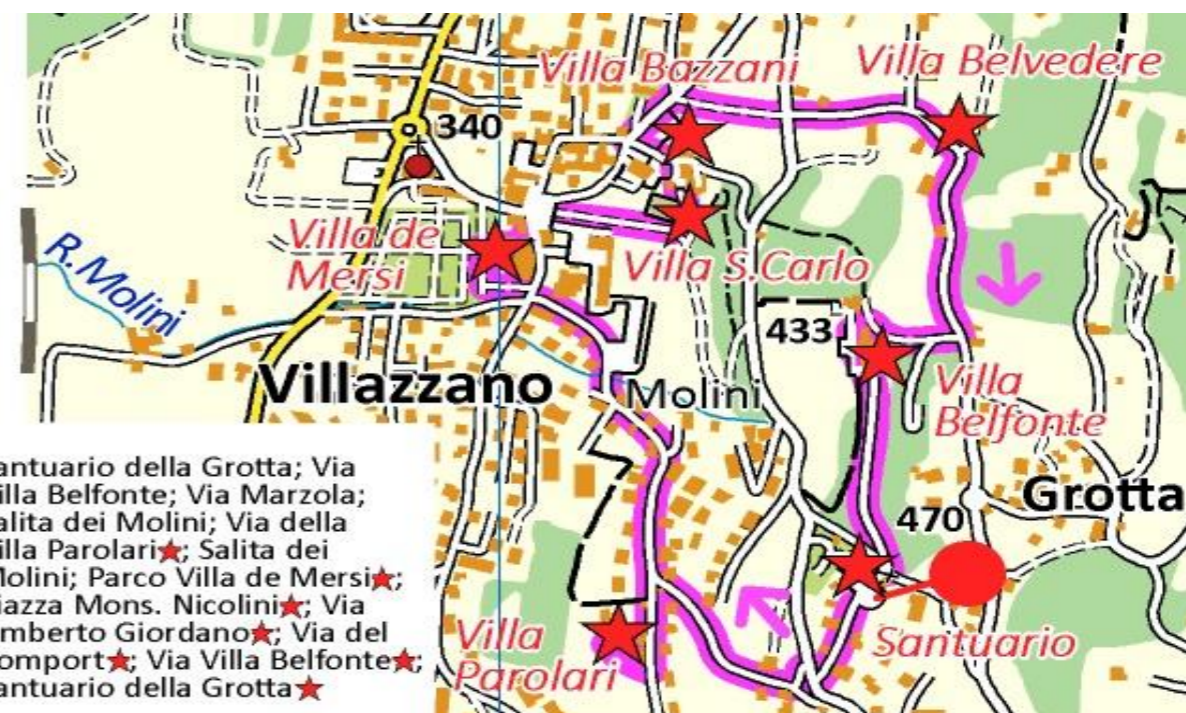 Villa Bazzani
Villa Belvedere
340
Villa de
Mersi
R.Molini
Villa S.Carlo
433
Villazzano
Molini
Villa
Belfonte
Grotta
470
Villa
Parolari
Santuario
antuario della Grotta; Via
illa Belfonte; Via Marzola;
alita dei Molini; Via della
illa Parolari★; Salita dei
Molini; Parco Villa de Mersi★;
iazza Mons. Nicolini★; Via
mberto Giordano★; Via del
omport★; Via Villa Belfonte★;
antuario della Grotta★